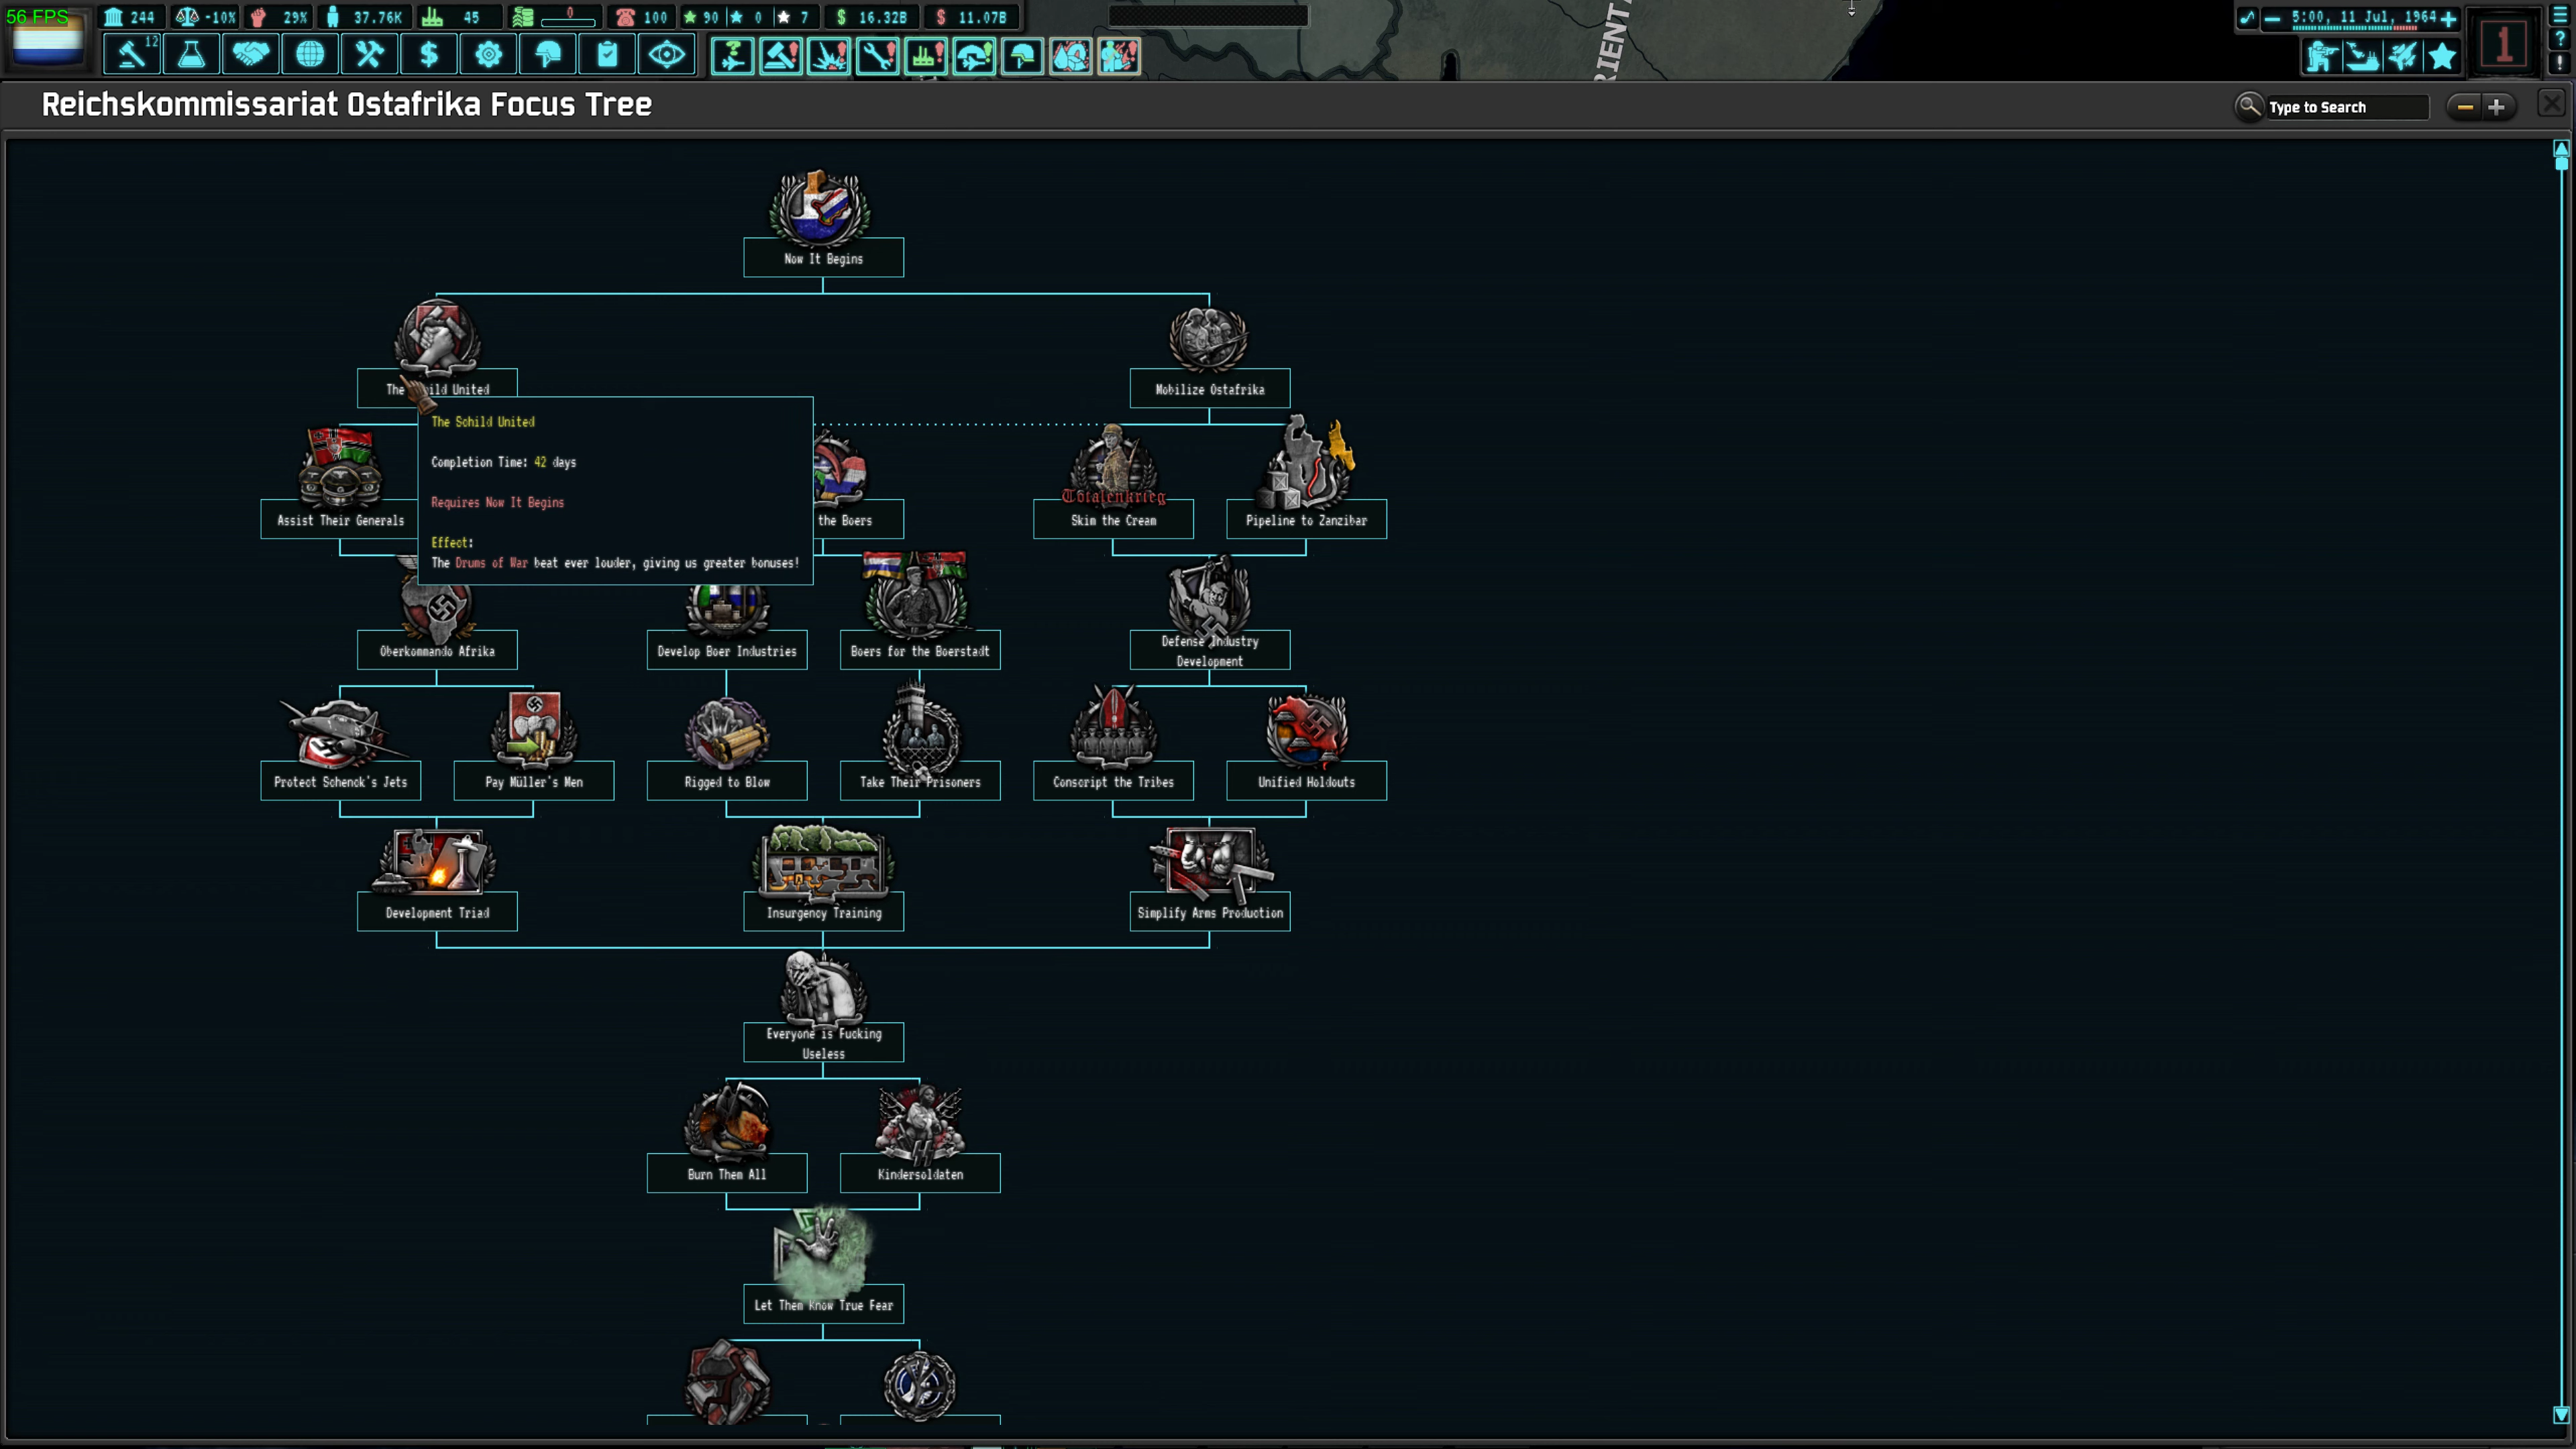 56 FPS
244
-10%
29%
37.76K
45
0
100
90
0
7
$ 16.32B
$ 11.07B
5:00, 11 Jul, 1964
1
12
RIENTA
Reichskommissariat Ostafrika Focus Tree
Type to Search
Now It Begins
The Schild United
Mobilize Ostafrika
The Schild United
Completion Time: 42 days
Requires Now It Begins
Effect:
The Drums of War beat ever louder, giving us greater bonuses!
Totalenkrieg
Assist Their Generals
the Boers
Skim the Cream
Pipeline to Zanzibar
Oberkommando Afrika
Develop Boer Industries
Boers for the Boerstadt
Defense Industry
Development
Protect Schenck's Jets
Pay Müller's Men
Rigged to Blow
Take Their Prisoners
Conscript the Tribes
Unified Holdouts
Development Triad
Insurgency Training
Simplify Arms Production
Everyone is Fucking
Useless
Burn Them All
Kindersoldaten
Let Them Know True Fear